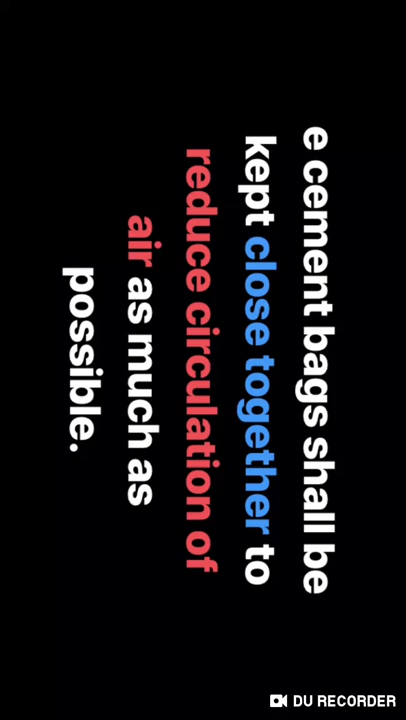 e cement bags shall be
kept close together to
reduce circulation of
air as much as
possible.
DU RECORDER